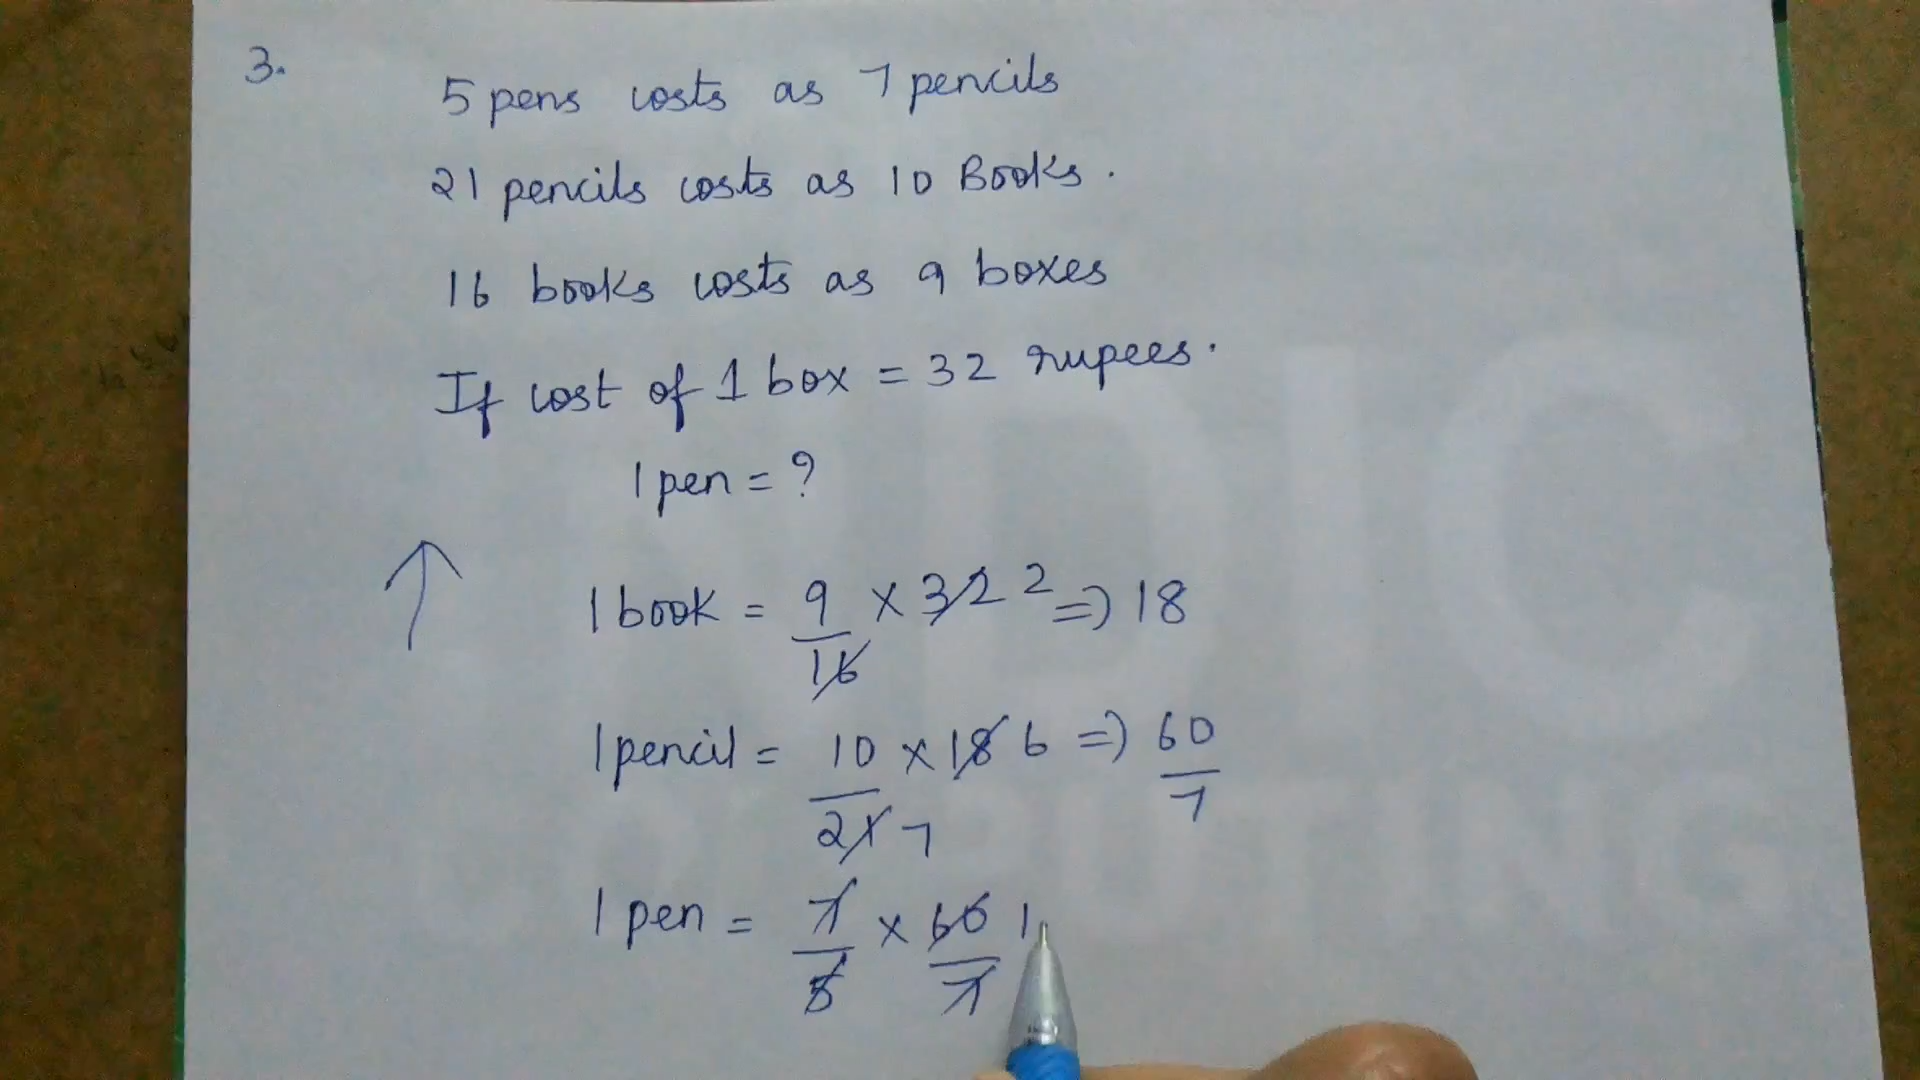 3.
5 pens costs as 7 pencils
21 pencils costs as 10 Books.
16 books costs as 9 boxes
If cost of 1 box = 32 rupees.
1 pen = ?
1 book = 9/16 × 32 2 => 18
1 pencil = 10/21 7 × 18 6 => 60/7
1 pen = 7/5 × 60/7 1